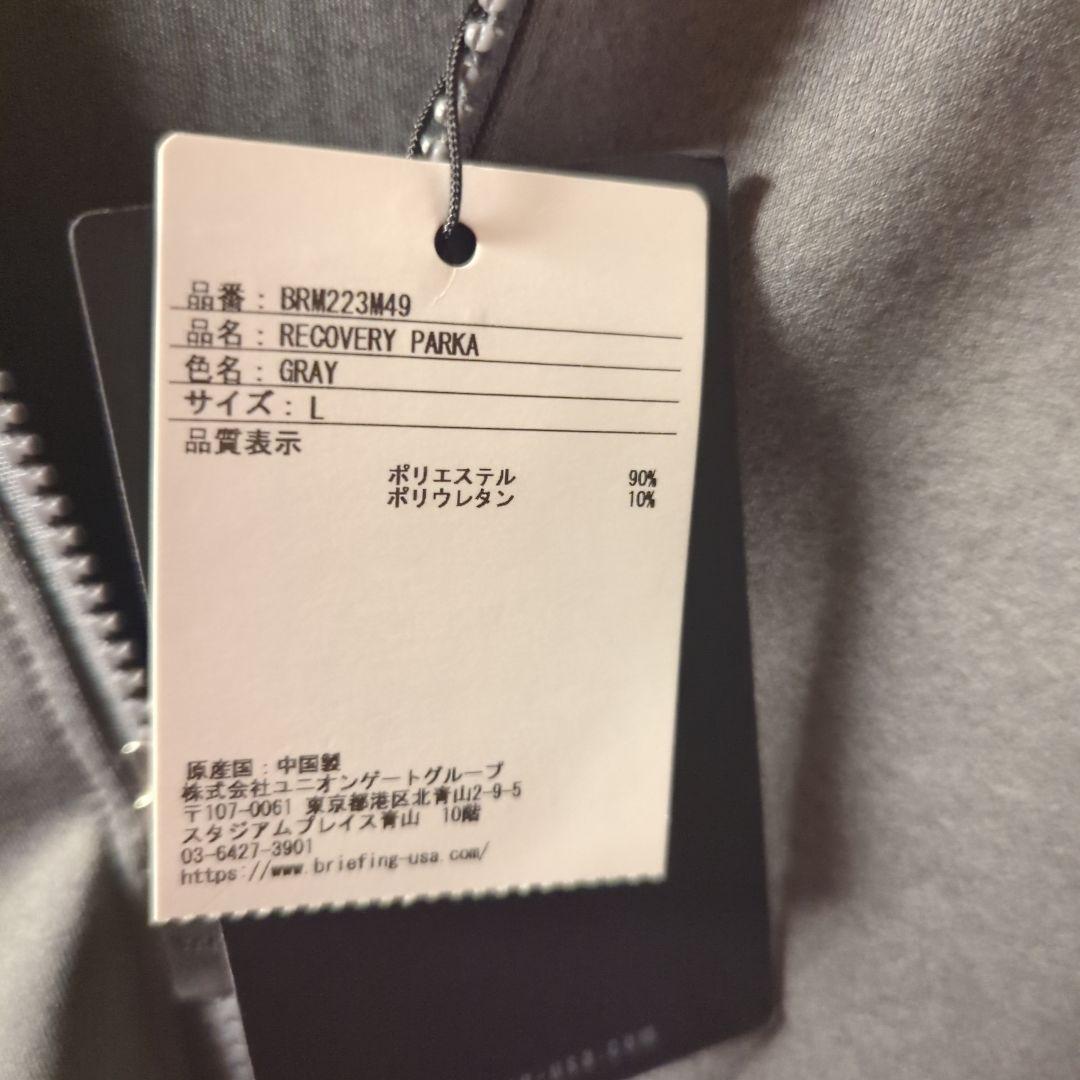 品番：BRM223M49
品名：RECOVERY PARKA
色名：GRAY
サイズ：L
品質表示
ポリエステル 90%
ポリウレタン 10%
原産国：中国製
株式会社ユニオンゲートグループ
〒107-0061 東京都港区北青山2-9-5
スタジアムプレイス青山 10階
03-6427-3901
https://www.briefing-usa.com/
-usa.com